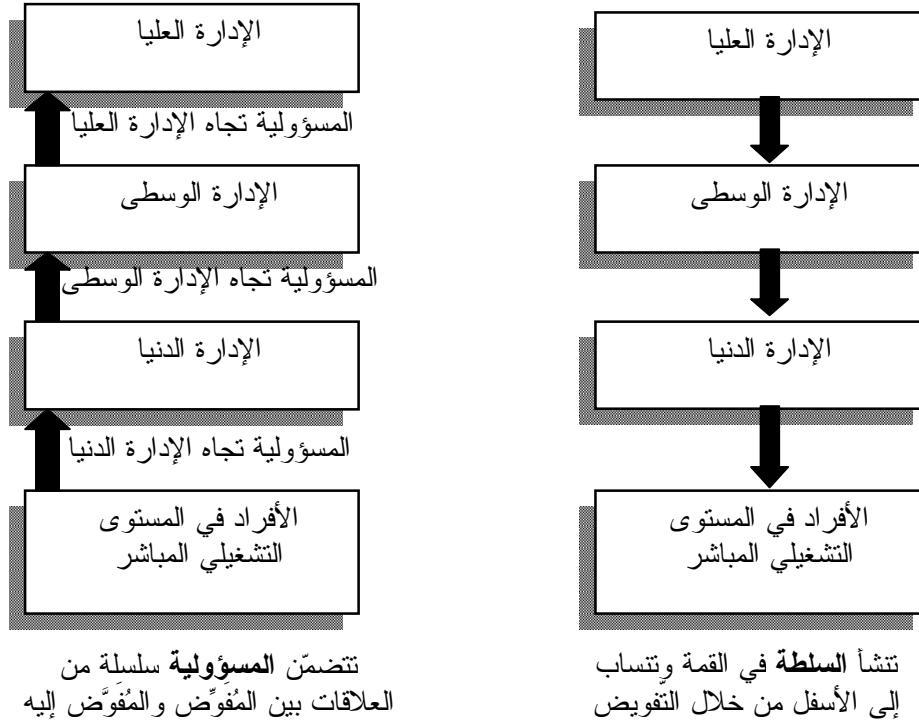 الإدارة العليا
الإدارة الوسطى
الإدارة الدنيا
الأفراد في المستوى
التشغيلي المباشر
تنشأ السلطة في القمة وتنساب
إلى الأسفل من خلال التّفويض
الإدارة العليا
المسؤولية تجاه الإدارة العليا
الإدارة الوسطى
المسؤولية تجاه الإدارة الوسطى
الإدارة الدنيا
المسؤولية تجاه الإدارة الدنيا
الأفراد في المستوى
التشغيلي المباشر
تتضمّن المسؤولية سلسلة من
العلاقات بين المُفوِّض والمُفوَّض إليه